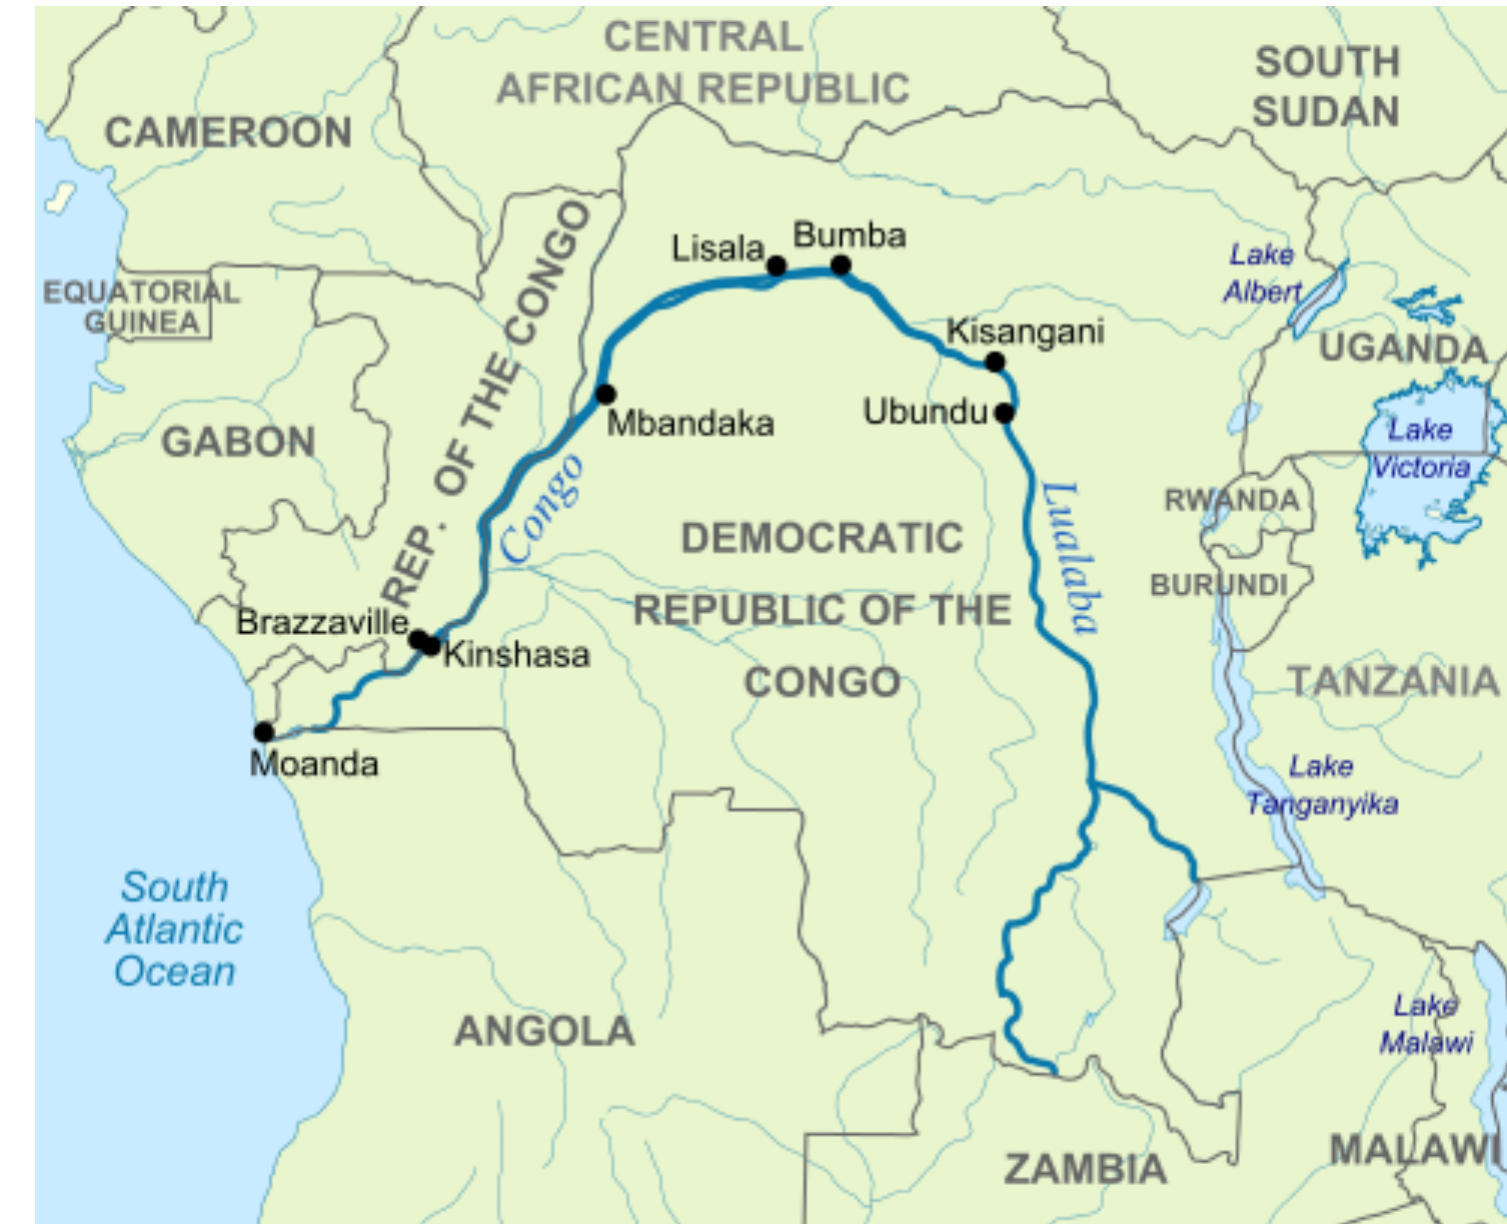 CENTRAL
AFRICAN REPUBLIC
SOUTH
SUDAN
CAMEROON
Lisala
Bumba
Lake
Albert
EQUATORIAL
GUINEA
REP. OF THE CONGO
Kisangani
UGANDA
Mbandaka
Ubundu
GABON
Lake
Victoria
Congo
Lualaba
RWANDA
DEMOCRATIC
REPUBLIC OF THE
CONGO
BURUNDI
Brazzaville
Kinshasa
TANZANIA
Moanda
Lake
Tanganyika
South
Atlantic
Ocean
ANGOLA
Lake
Malawi
ZAMBIA
MALAWI